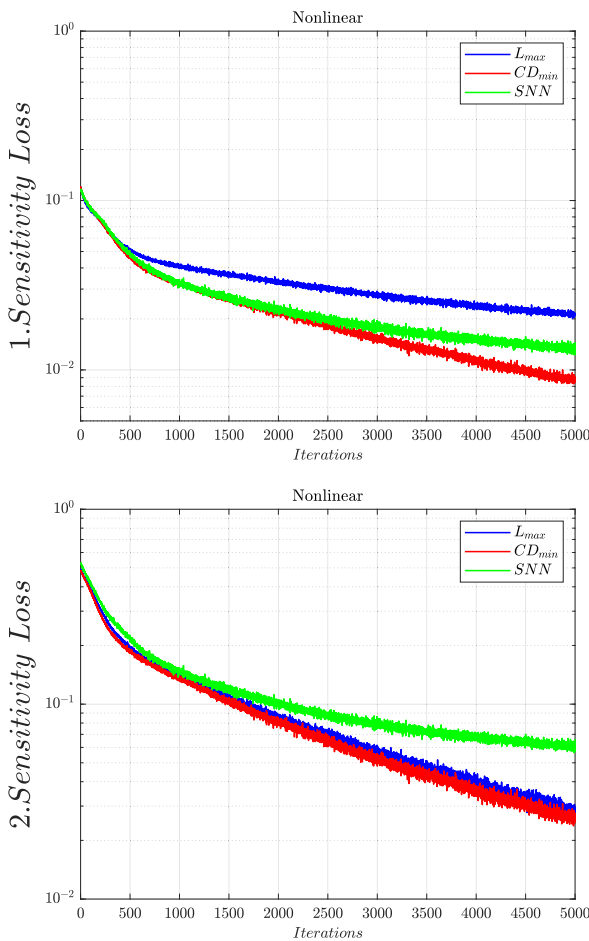 Nonlinear
10^0
10^-1
10^-2
1.Sensitivity Loss
L_max
CD_min
SNN
0 500 1000 1500 2000 2500 3000 3500 4000 4500 5000
Iterations
Nonlinear
10^0
10^-1
10^-2
2.Sensitivity Loss
L_max
CD_min
SNN
0 500 1000 1500 2000 2500 3000 3500 4000 4500 5000
Iterations